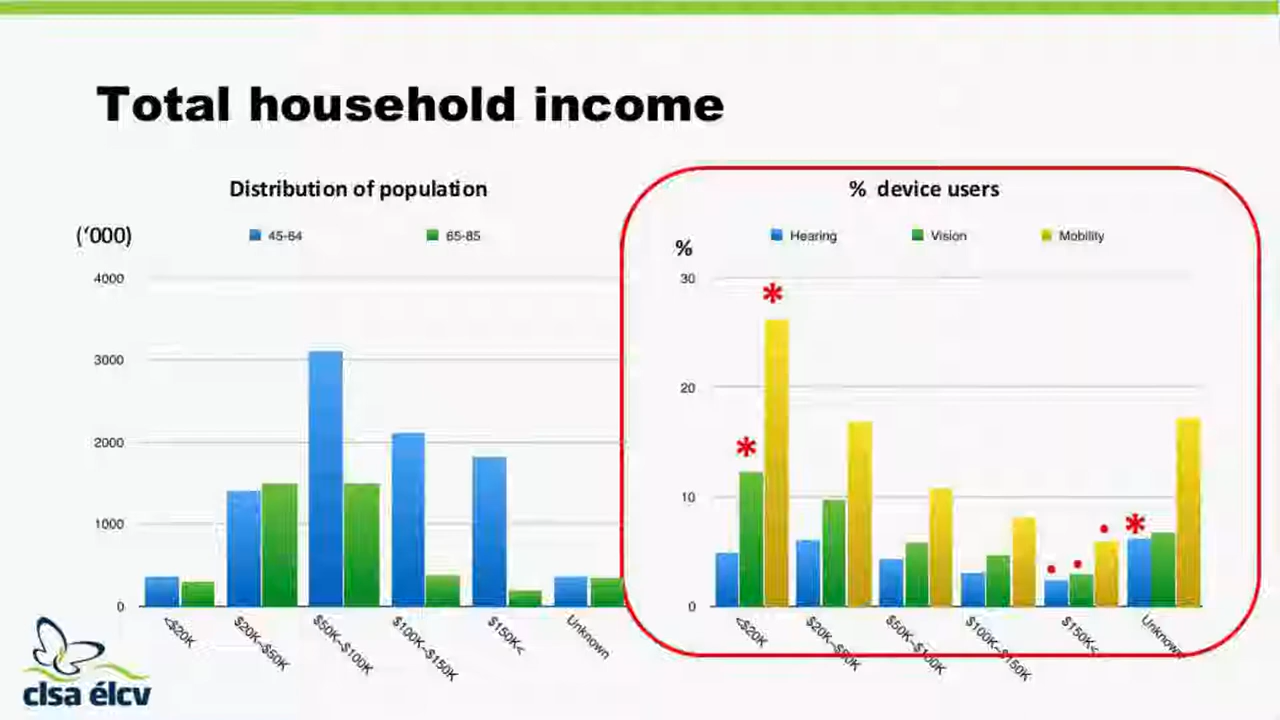 Total household income
Distribution of population
('000)
45-64
65-85
4000
3000
2000
1000
0
<$20K
$20K~$50K
$50K~$100K
$100K~$150K
$150K<
Unknown
% device users
%
Hearing
Vision
Mobility
30
20
10
0
*
*
*
<$20K
$20K~$50K
$50K~$100K
$100K~$150K
$150K<
Unknown
clsa élcv